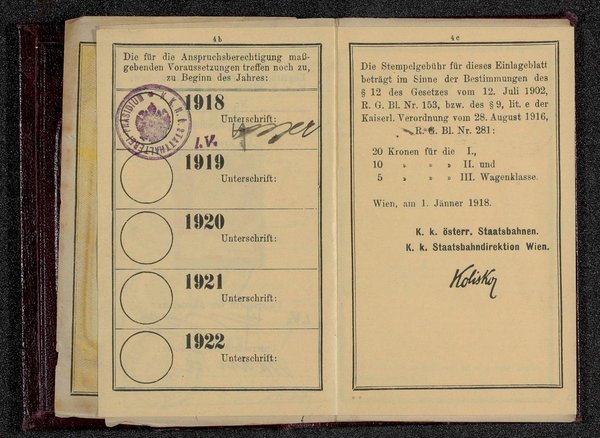 4b
Die für die Anspruchsberechtigung maß-
gebenden Voraussetzungen treffen noch zu,
zu Beginn des Jahres:
1918
Unterschrift:
I.V.
1919
Unterschrift:
1920
Unterschrift:
1921
Unterschrift:
1922
Unterschrift:
4c
Die Stempelgebühr für dieses Einlageblatt
beträgt im Sinne der Bestimmungen des
§ 12 des Gesetzes vom 12. Juli 1902,
R. G. Bl. Nr. 153, bzw. des § 9, lit. e der
Kaiserl. Verordnung vom 28. August 1916,
R. G. Bl. Nr. 281:
20 Kronen für die I.,
10 „ „ „ II. und
5 „ „ „ III. Wagenklasse.
Wien, am 1. Jänner 1918.
K. k. österr. Staatsbahnen.
K. k. Staatsbahndirektion Wien.
Kolisko